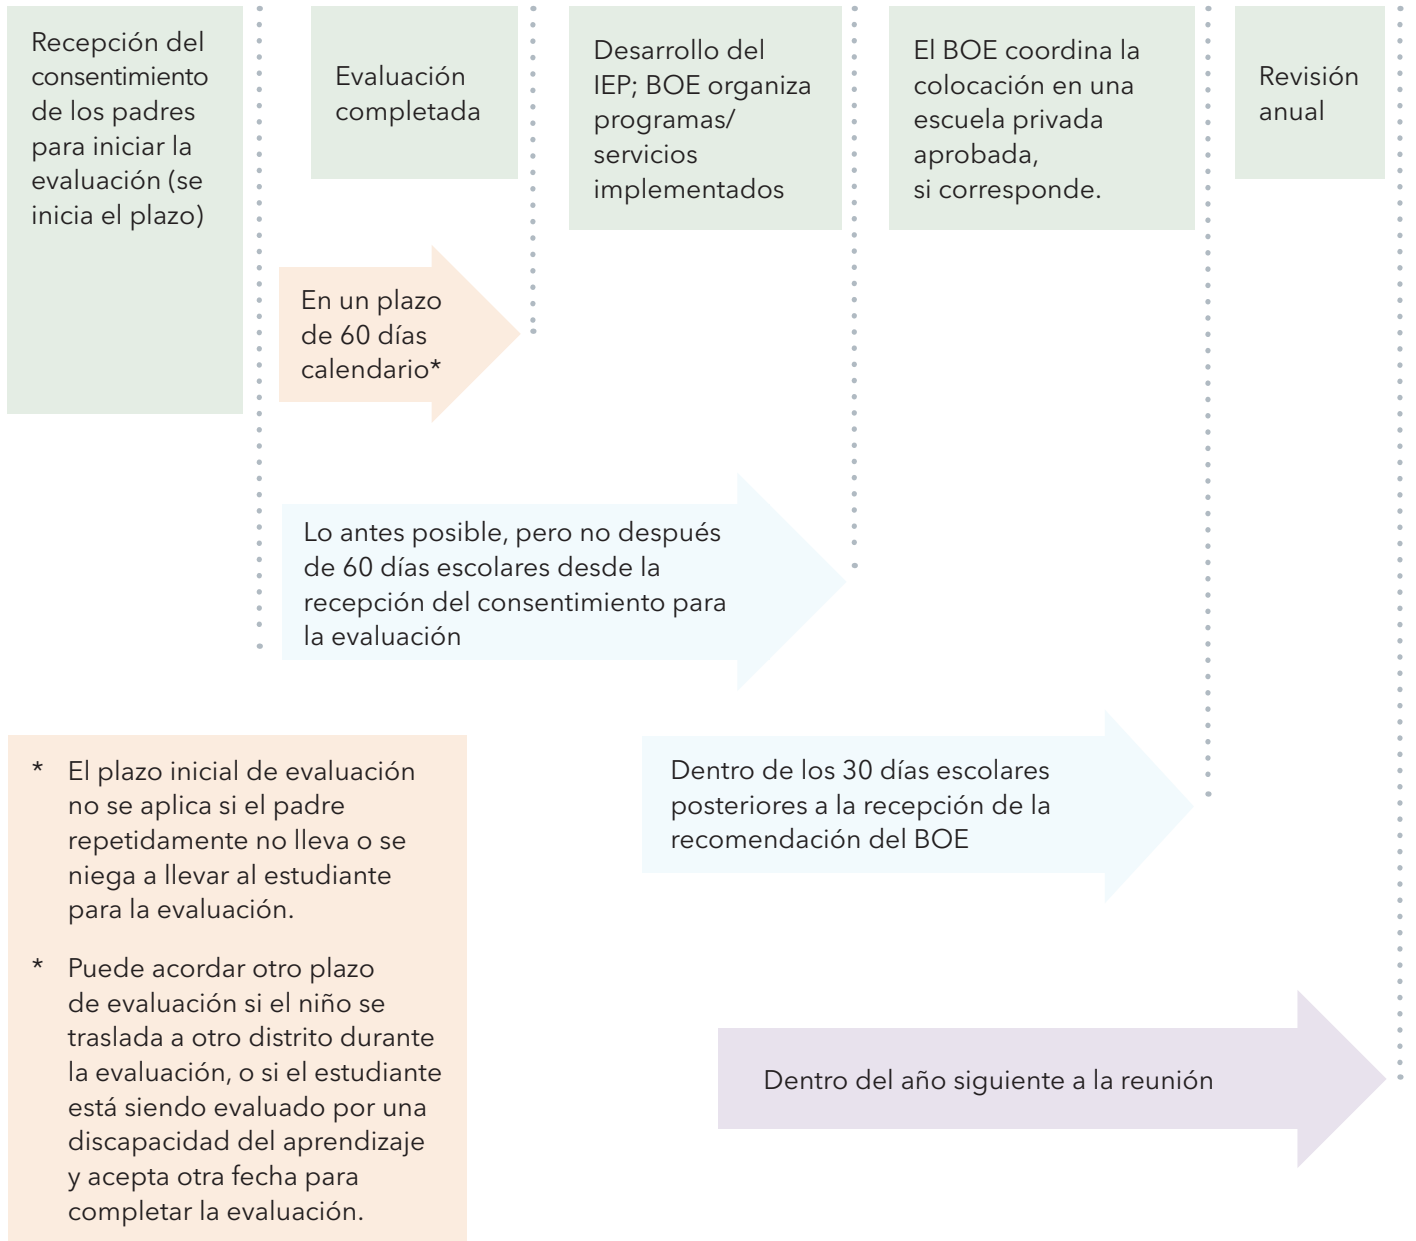 Recepción del
consentimiento
de los padres
para iniciar la
evaluación (se
inicia el plazo)
Evaluación
completada
Desarrollo del
IEP; BOE organiza
programas/
servicios
implementados
El BOE coordina la
colocación en una
escuela privada
aprobada,
si corresponde.
Revisión
anual
En un plazo
de 60 días
calendario*
Lo antes posible, pero no después
de 60 días escolares desde la
recepción del consentimiento para
la evaluación
Dentro de los 30 días escolares
posteriores a la recepción de la
recomendación del BOE
Dentro del año siguiente a la reunión
* El plazo inicial de evaluación
no se aplica si el padre
repetidamente no lleva o se
niega a llevar al estudiante
para la evaluación.
* Puede acordar otro plazo
de evaluación si el niño se
traslada a otro distrito durante
la evaluación, o si el estudiante
está siendo evaluado por una
discapacidad del aprendizaje
y acepta otra fecha para
completar la evaluación.